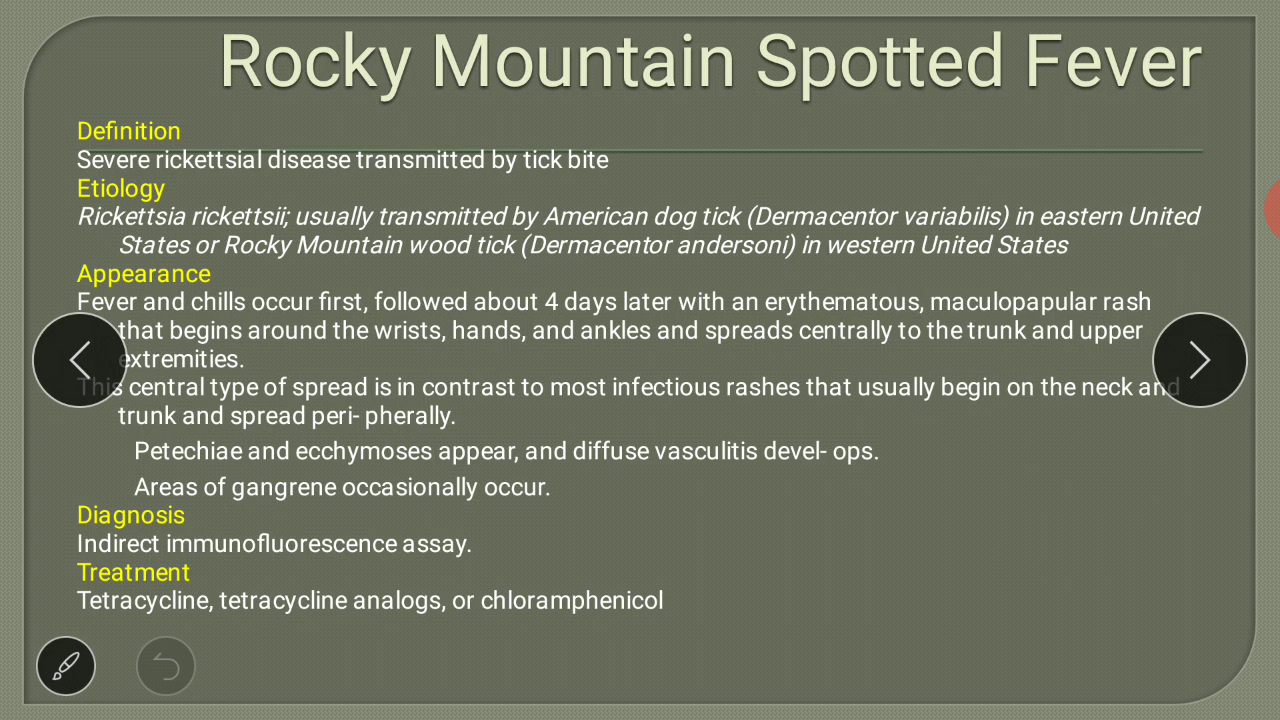 Rocky Mountain Spotted Fever
Definition
Severe rickettsial disease transmitted by tick bite
Etiology
Rickettsia rickettsii; usually transmitted by American dog tick (Dermacentor variabilis) in eastern United
States or Rocky Mountain wood tick (Dermacentor andersoni) in western United States
Appearance
Fever and chills occur first, followed about 4 days later with an erythematous, maculopapular rash
that begins around the wrists, hands, and ankles and spreads centrally to the trunk and upper
extremities.
This central type of spread is in contrast to most infectious rashes that usually begin on the neck and
trunk and spread peri- pherally.
Petechiae and ecchymoses appear, and diffuse vasculitis devel- ops.
Areas of gangrene occasionally occur.
Diagnosis
Indirect immunofluorescence assay.
Treatment
Tetracycline, tetracycline analogs, or chloramphenicol